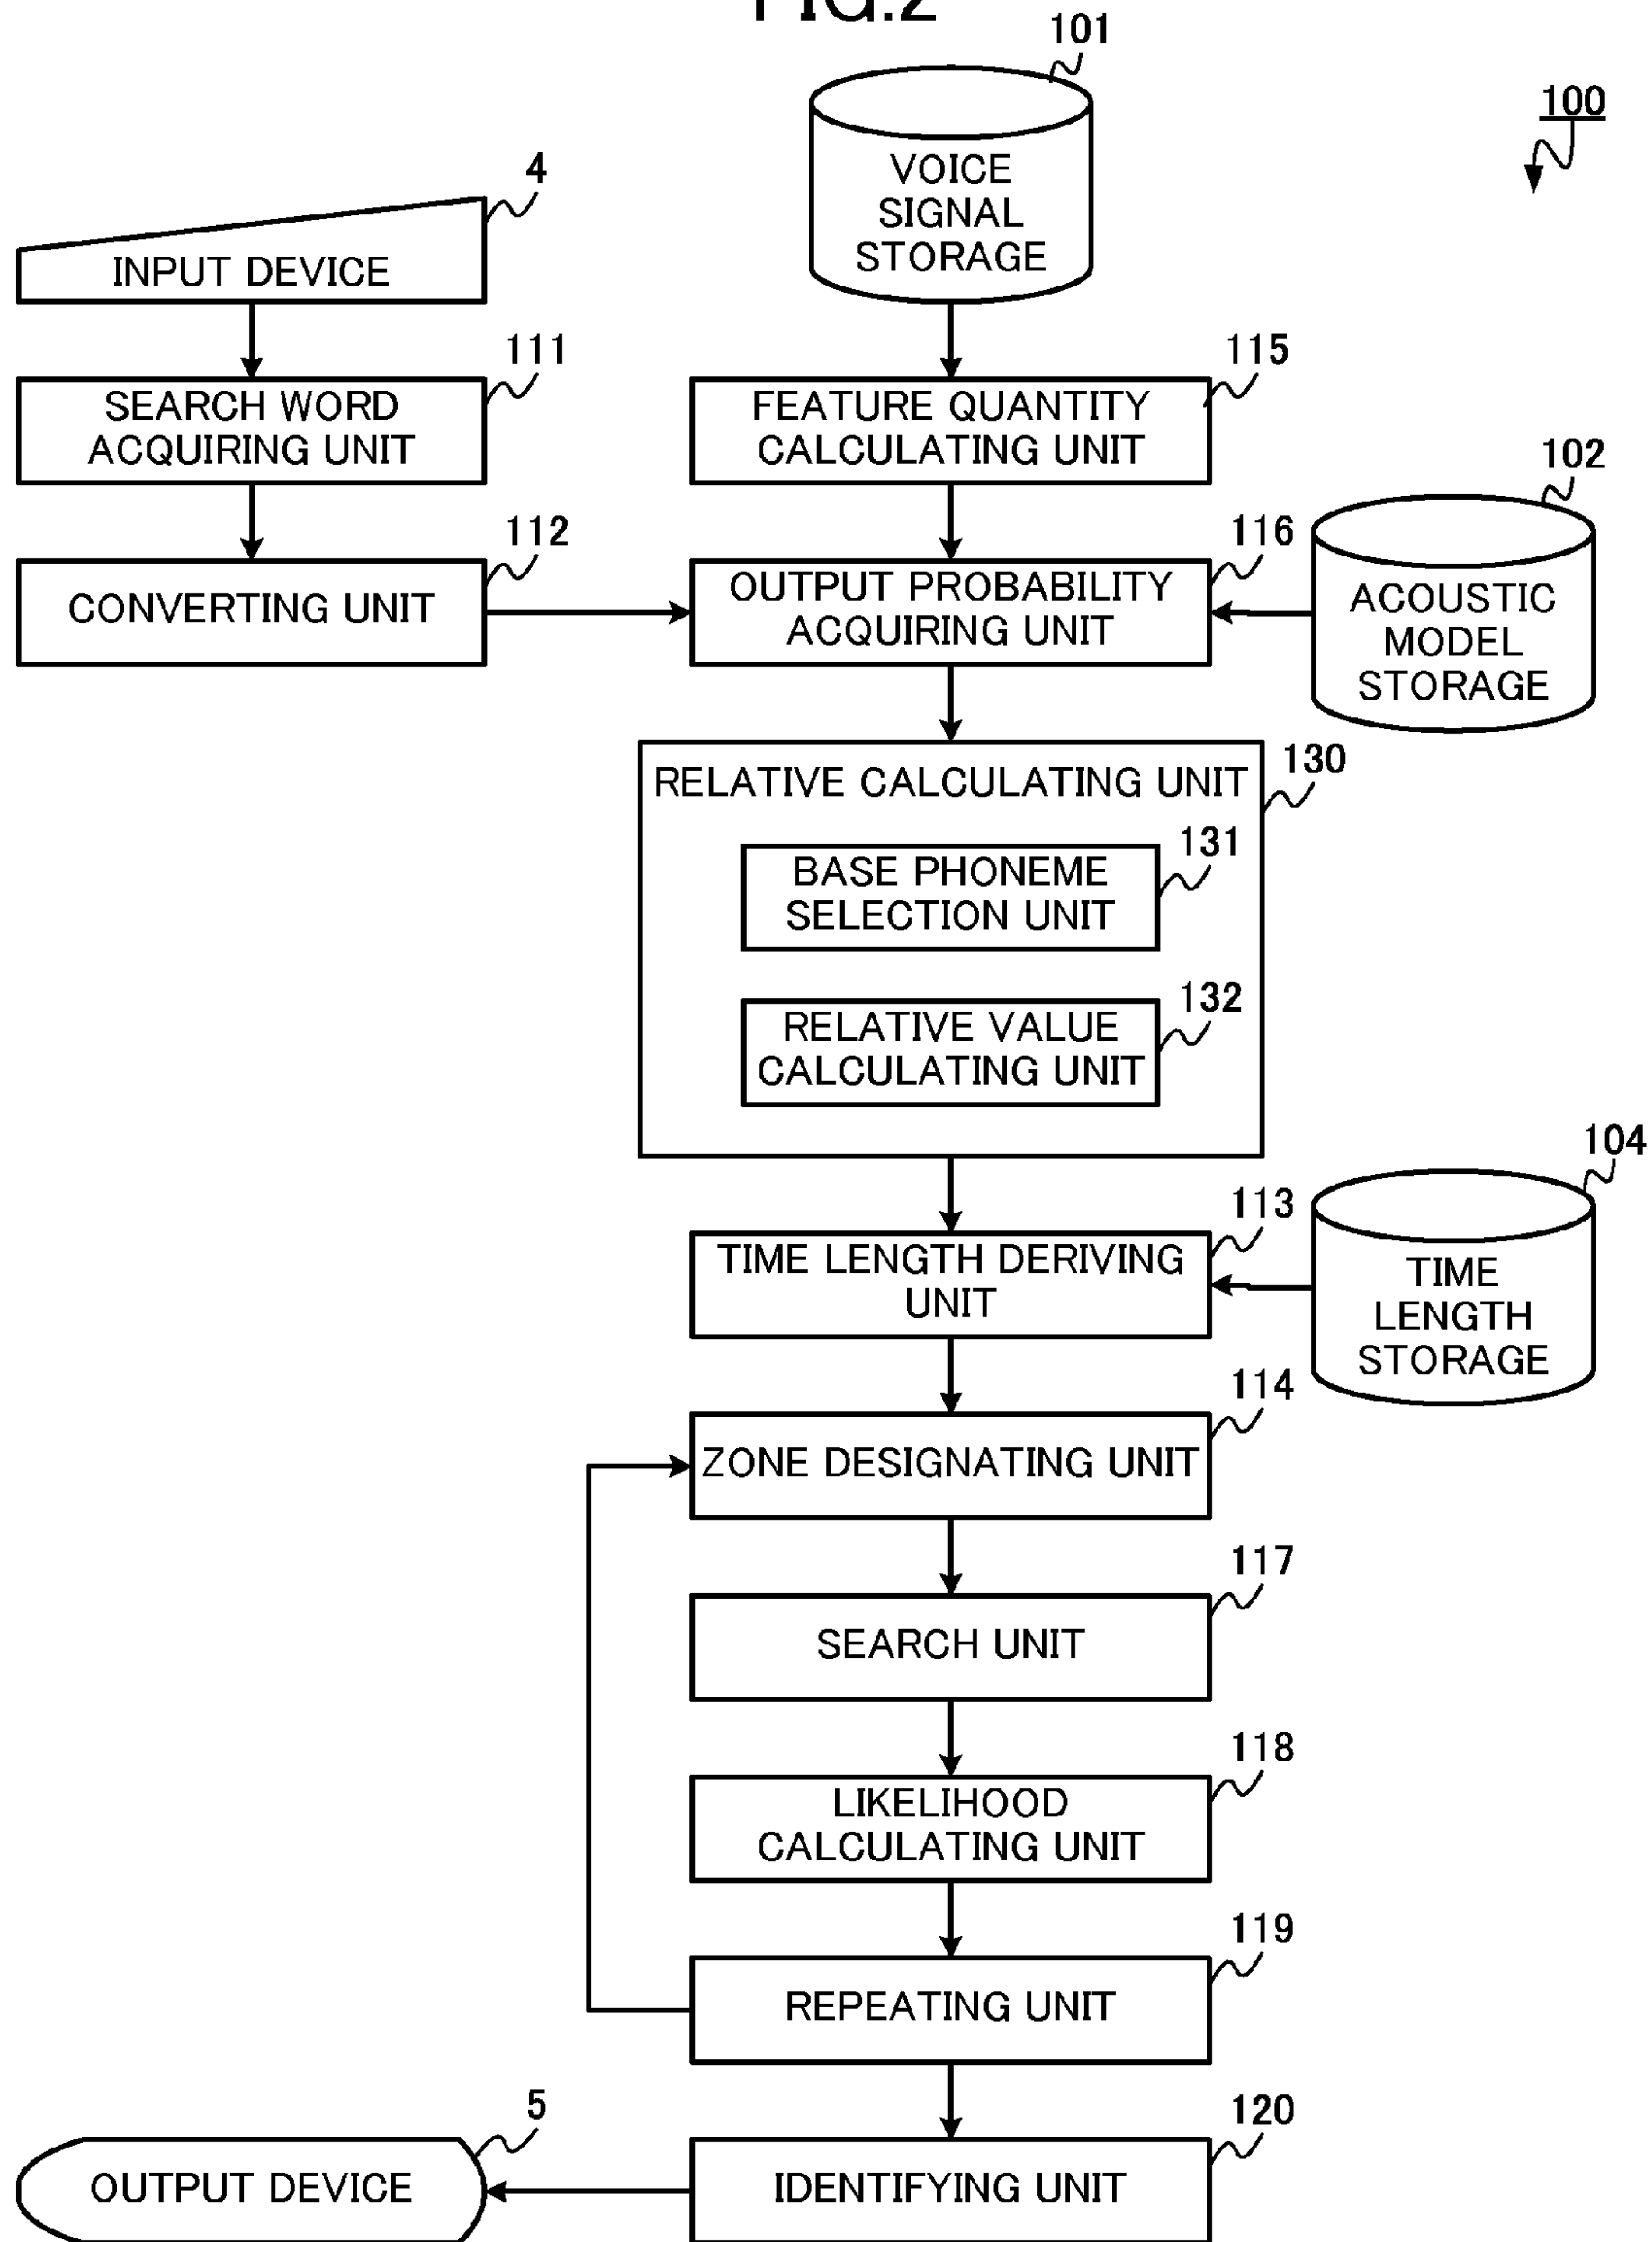 FIG.2
101
100
VOICE
SIGNAL
STORAGE
4
INPUT DEVICE
111
SEARCH WORD
ACQUIRING UNIT
115
FEATURE QUANTITY
CALCULATING UNIT
102
112
CONVERTING UNIT
116
OUTPUT PROBABILITY
ACQUIRING UNIT
ACOUSTIC
MODEL
STORAGE
130
RELATIVE CALCULATING UNIT
131
BASE PHONEME
SELECTION UNIT
132
RELATIVE VALUE
CALCULATING UNIT
104
113
TIME LENGTH DERIVING
UNIT
TIME
LENGTH
STORAGE
114
ZONE DESIGNATING UNIT
117
SEARCH UNIT
118
LIKELIHOOD
CALCULATING UNIT
119
REPEATING UNIT
5
OUTPUT DEVICE
120
IDENTIFYING UNIT